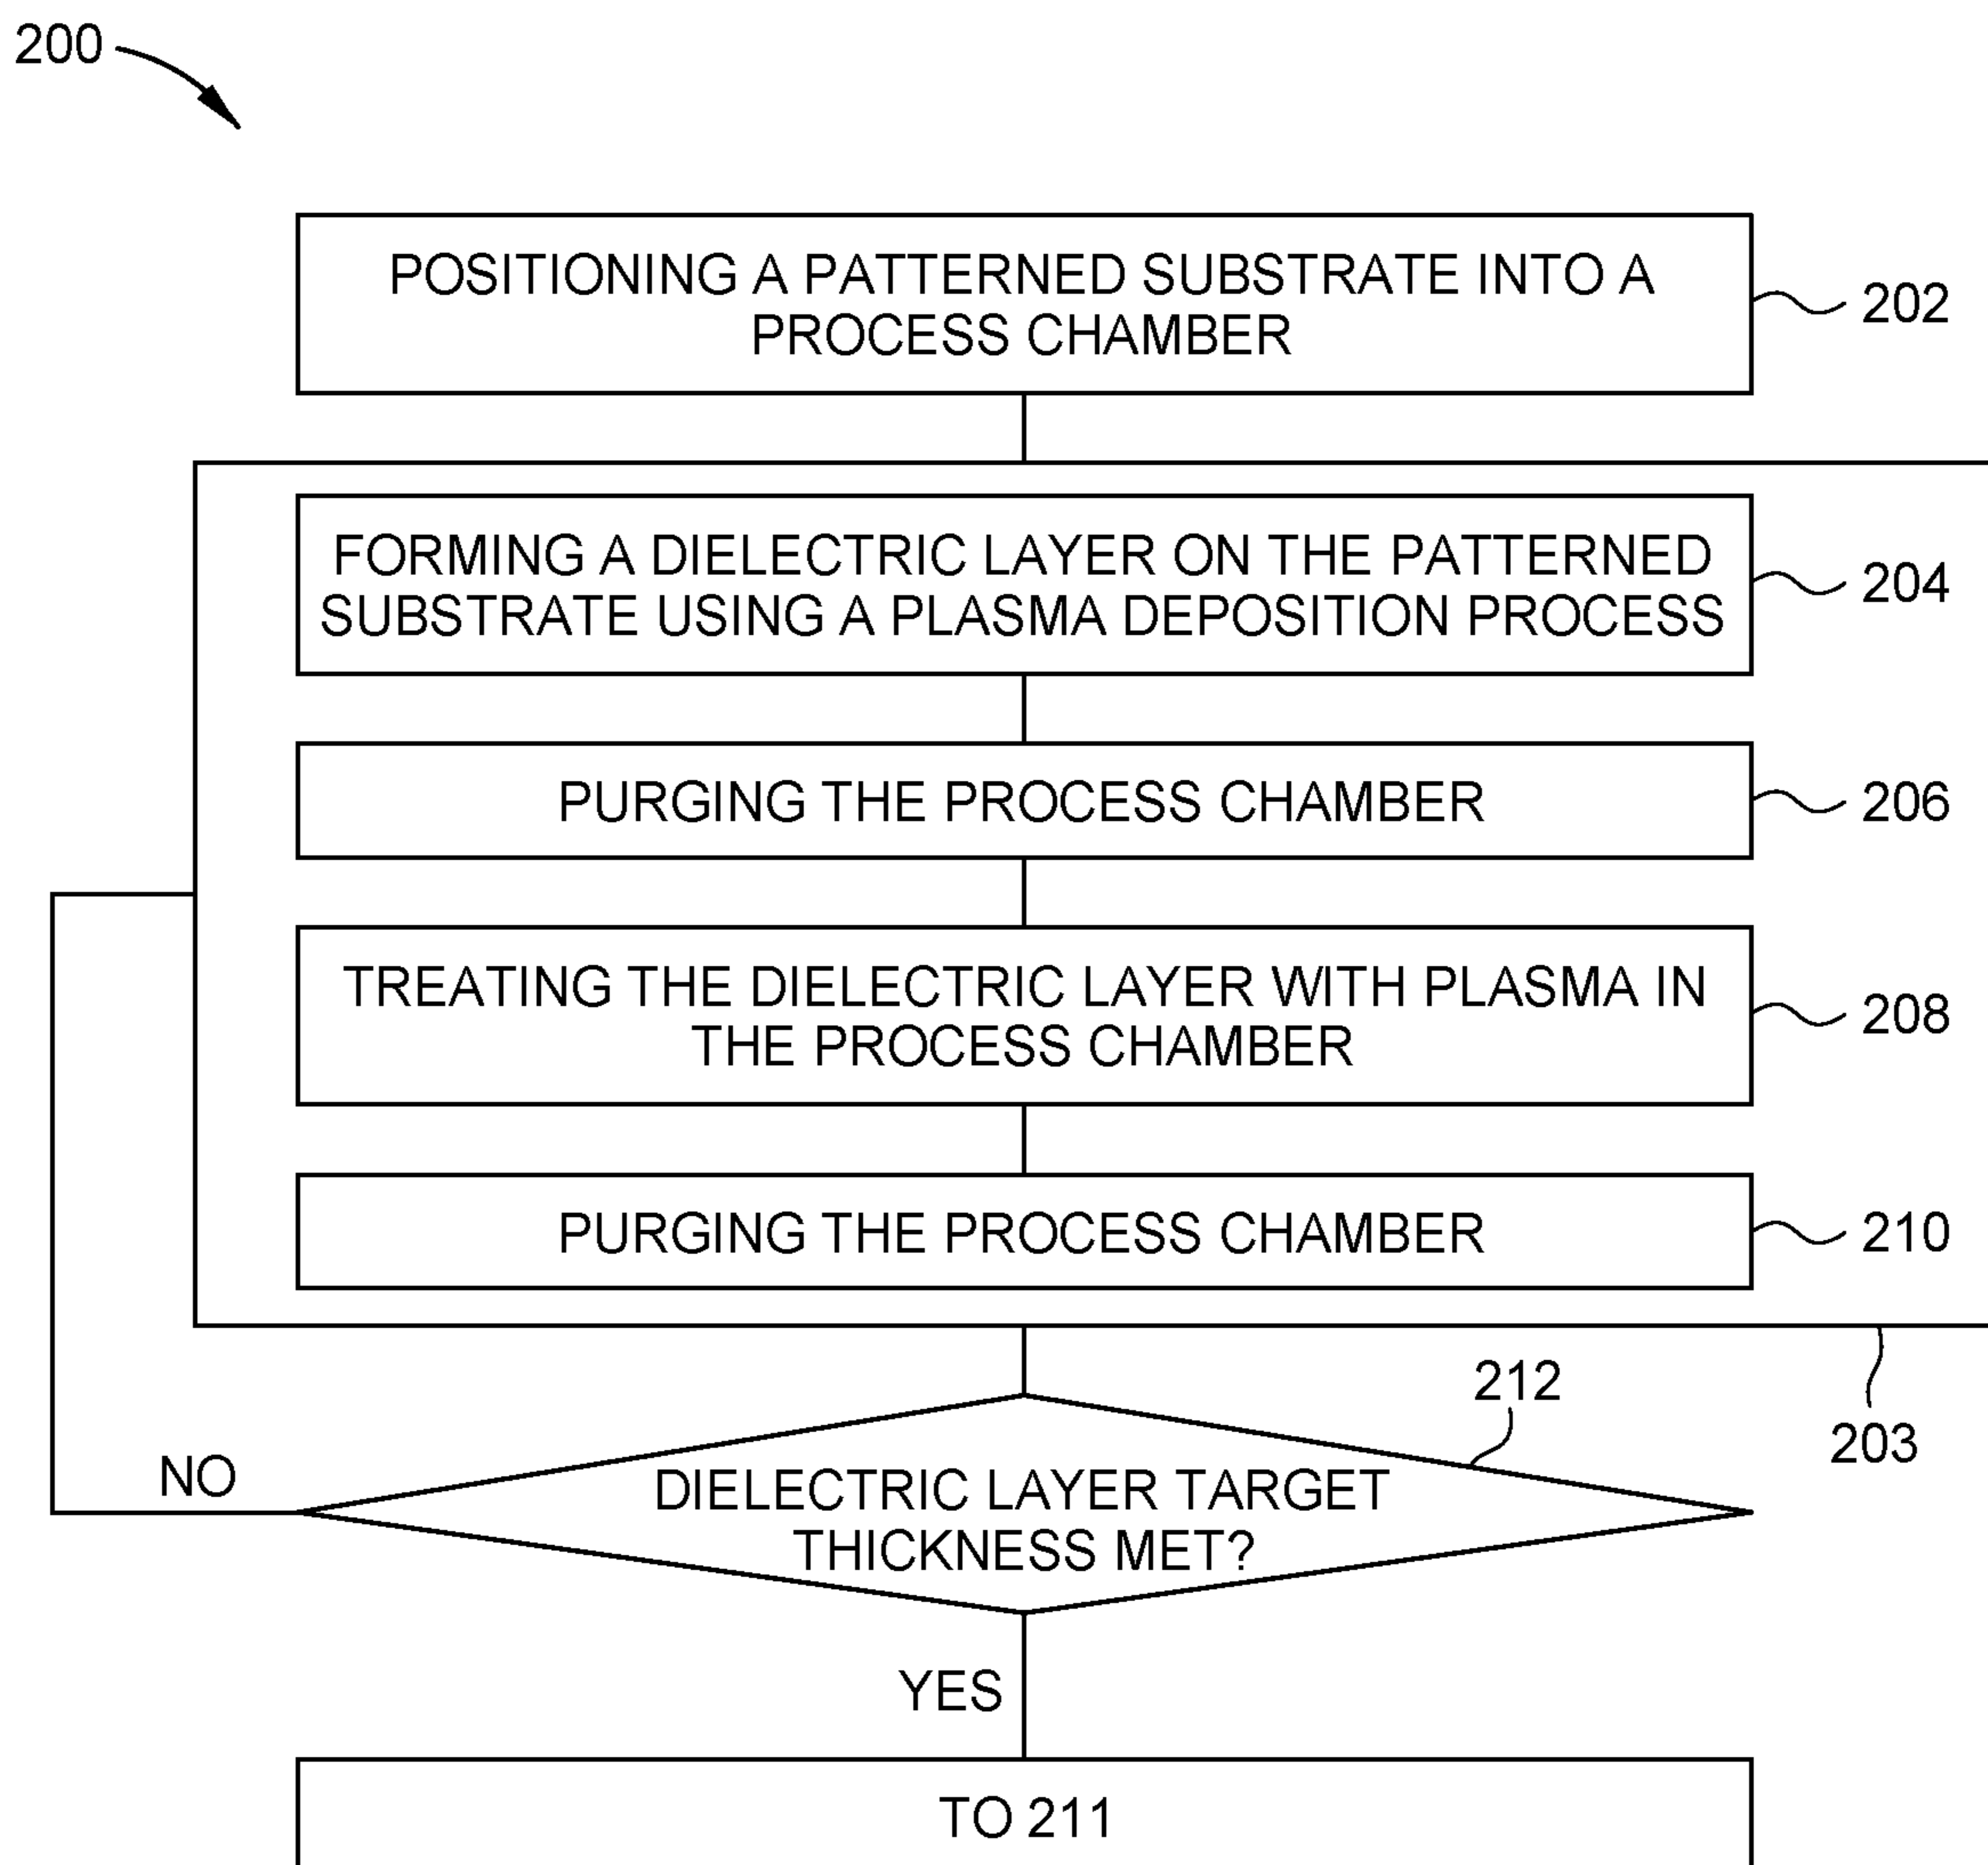 200
POSITIONING A PATTERNED SUBSTRATE INTO A
PROCESS CHAMBER
202
FORMING A DIELECTRIC LAYER ON THE PATTERNED
SUBSTRATE USING A PLASMA DEPOSITION PROCESS
204
PURGING THE PROCESS CHAMBER
206
TREATING THE DIELECTRIC LAYER WITH PLASMA IN
THE PROCESS CHAMBER
208
PURGING THE PROCESS CHAMBER
210
212
203
NO
DIELECTRIC LAYER TARGET
THICKNESS MET?
YES
TO 211